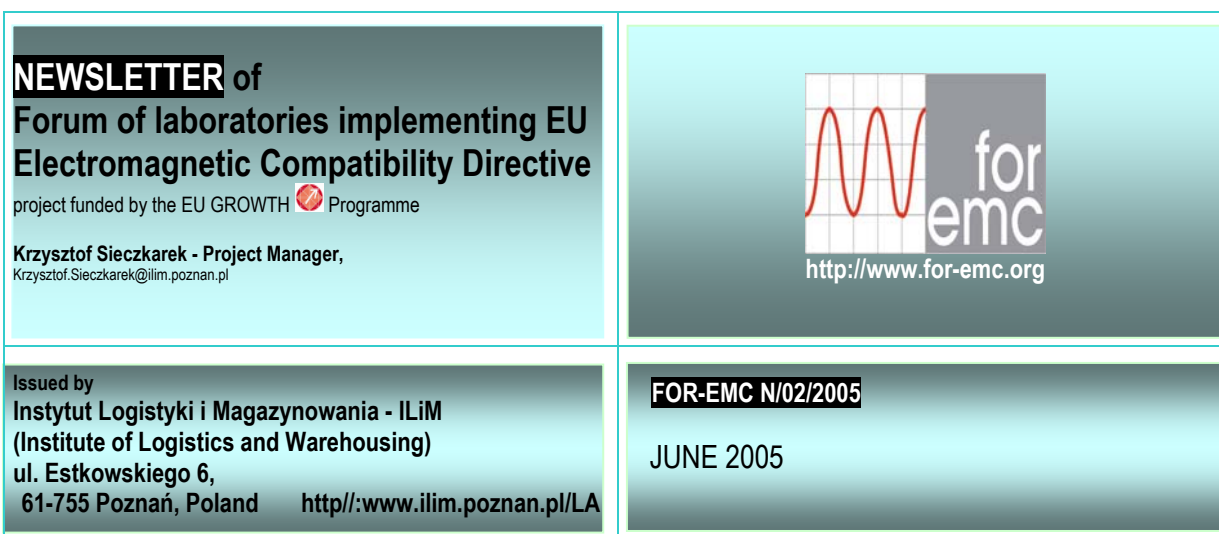 NEWSLETTER of
Forum of laboratories implementing EU
Electromagnetic Compatibility Directive
project funded by the EU GROWTH Programme
Krzysztof Sieczkarek - Project Manager,
Krzysztof.Sieczkarek@ilim.poznan.pl
for
emc
http://www.for-emc.org
Issued by
Instytut Logistyki i Magazynowania - ILiM
(Institute of Logistics and Warehousing)
ul. Estkowskiego 6,
61-755 Poznań, Poland http//:www.ilim.poznan.pl/LA
FOR-EMC N/02/2005
JUNE 2005